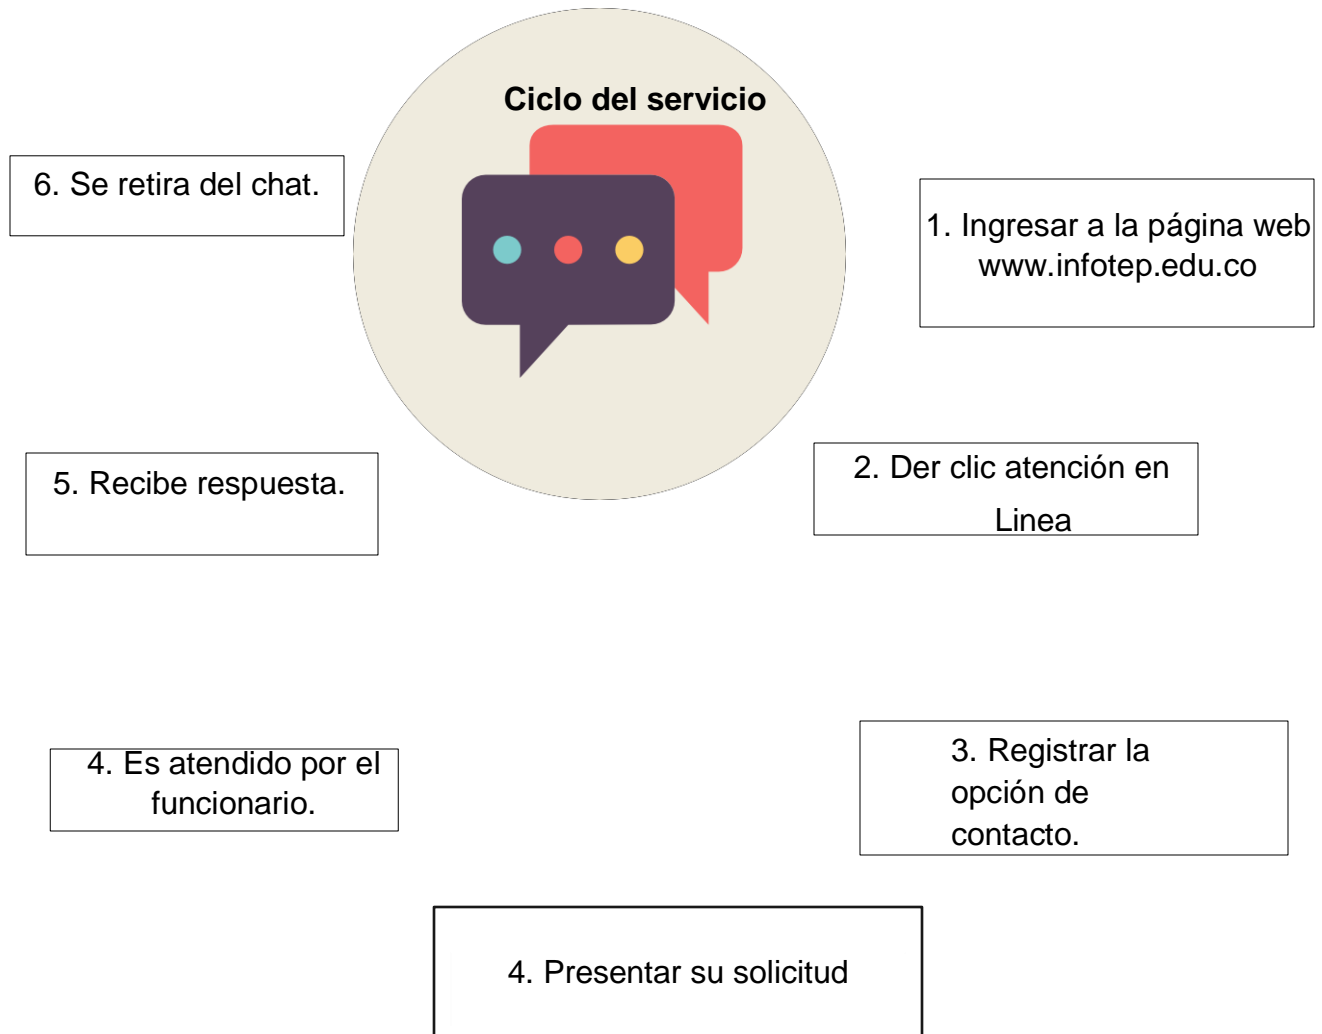 Ciclo del servicio
1. Ingresar a la página web
www.infotep.edu.co
2. Der clic atención en
Linea
3. Registrar la
opción de
contacto.
4. Presentar su solicitud
4. Es atendido por el
funcionario.
5. Recibe respuesta.
6. Se retira del chat.